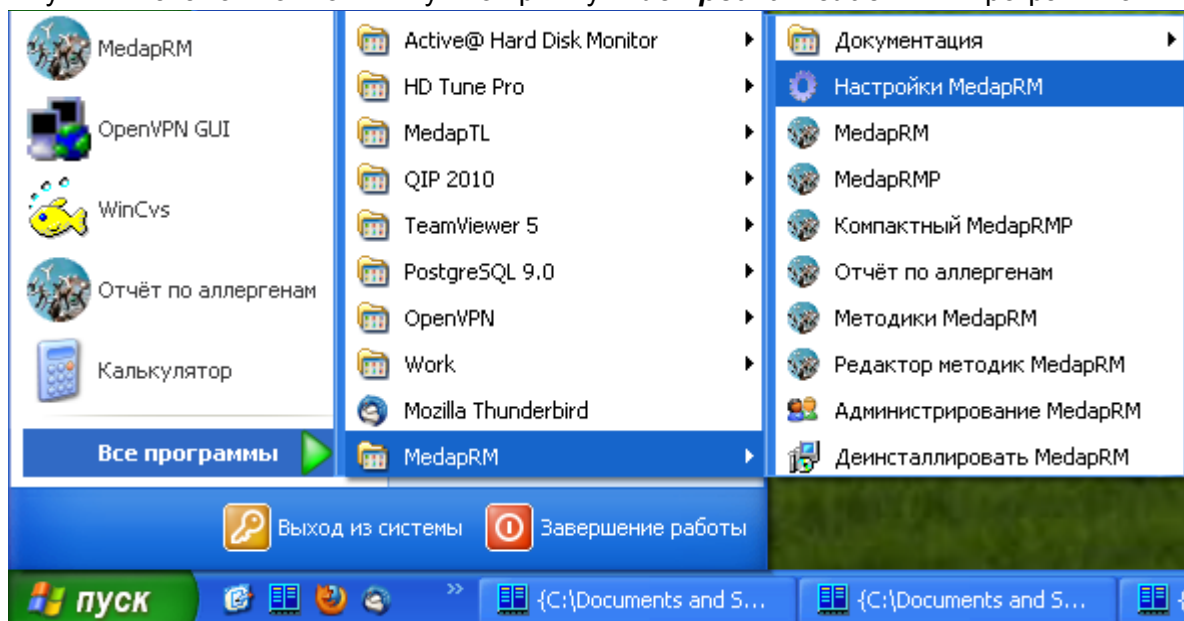 MedapRM
OpenVPN GUI
WinCvs
Отчёт по аллергенам
Калькулятор
Все программы
Active@ Hard Disk Monitor
HD Tune Pro
MedapTL
QIP 2010
TeamViewer 5
PostgreSQL 9.0
OpenVPN
Work
Mozilla Thunderbird
MedapRM
Документация
Настройки MedapRM
MedapRM
MedapRMP
Компактный MedapRMP
Отчёт по аллергенам
Методики MedapRM
Редактор методик MedapRM
Администрирование MedapRM
Деинсталлировать MedapRM
Выход из системы
Завершение работы
пуск
»
{C:\Documents and S...
{C:\Documents and S...